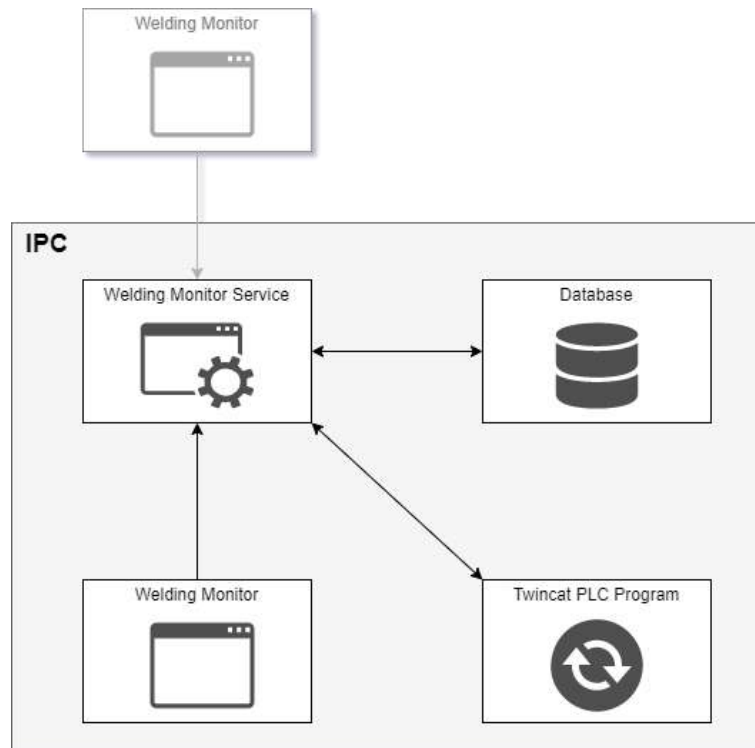 Welding Monitor
IPC
Welding Monitor Service
Database
Welding Monitor
Twincat PLC Program